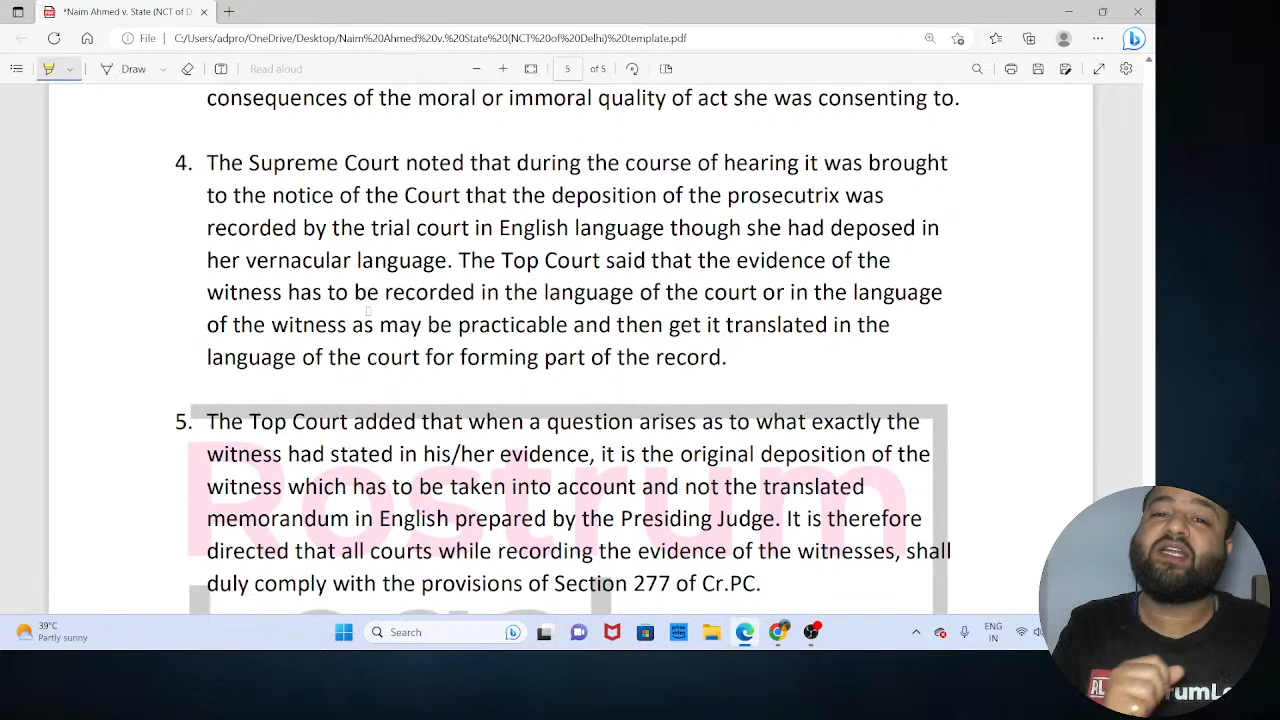 *Naim Ahmed v. State (NCT of D
File
C:/Users/adpro/OneDrive/Desktop/Naim%20Ahmed%20v.%20State%20(NCT%20of%20Delhi)%20template.pdf
Draw
Read aloud
5 of 5
consequences of the moral or immoral quality of act she was consenting to.
4. The Supreme Court noted that during the course of hearing it was brought
to the notice of the Court that the deposition of the prosecutrix was
recorded by the trial court in English language though she had deposed in
her vernacular language. The Top Court said that the evidence of the
witness has to be recorded in the language of the court or in the language
of the witness as may be practicable and then get it translated in the
language of the court for forming part of the record.
5. The Top Court added that when a question arises as to what exactly the
witness had stated in his/her evidence, it is the original deposition of the
witness which has to be taken into account and not the translated
memorandum in English prepared by the Presiding Judge. It is therefore
directed that all courts while recording the evidence of the witnesses, shall
duly comply with the provisions of Section 277 of Cr.PC.
Rostrum
39°C
Partly sunny
Search
prime video
ENG
IN
RL